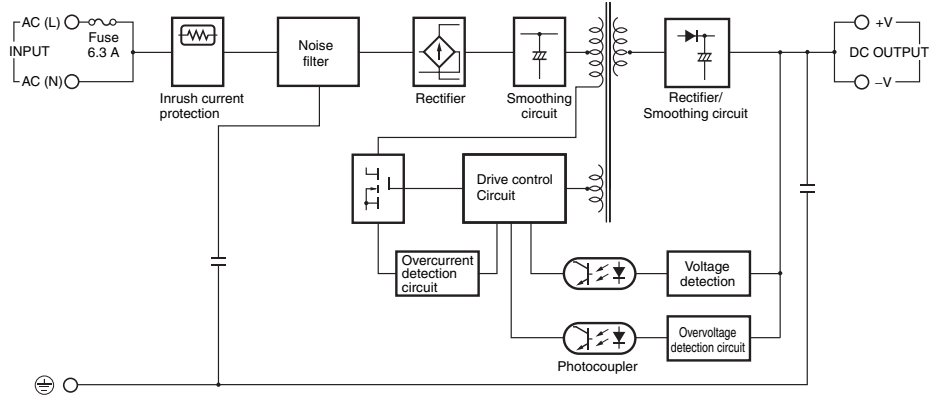 AC (L)
Fuse
6.3 A
INPUT
AC (N)
Inrush current
protection
Noise
filter
Rectifier
Smoothing
circuit
Rectifier/
Smoothing circuit
+V
DC OUTPUT
–V
Drive control
Circuit
Overcurrent
detection
circuit
Voltage
detection
Overvoltage
detection circuit
Photocoupler